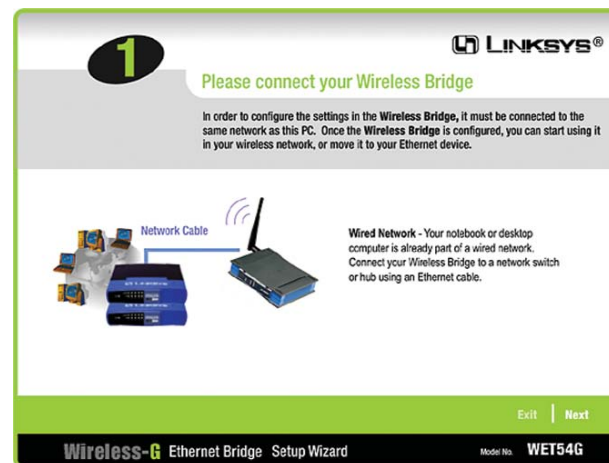 1
LINKSYS®
Please connect your Wireless Bridge
In order to configure the settings in the Wireless Bridge, it must be connected to the
same network as this PC. Once the Wireless Bridge is configured, you can start using it
in your wireless network, or move it to your Ethernet device.
Network Cable
Wired Network - Your notebook or desktop
computer is already part of a wired network.
Connect your Wireless Bridge to a network switch
or hub using an Ethernet cable.
Exit | Next
Wireless-G Ethernet Bridge Setup Wizard
Model No. WET54G